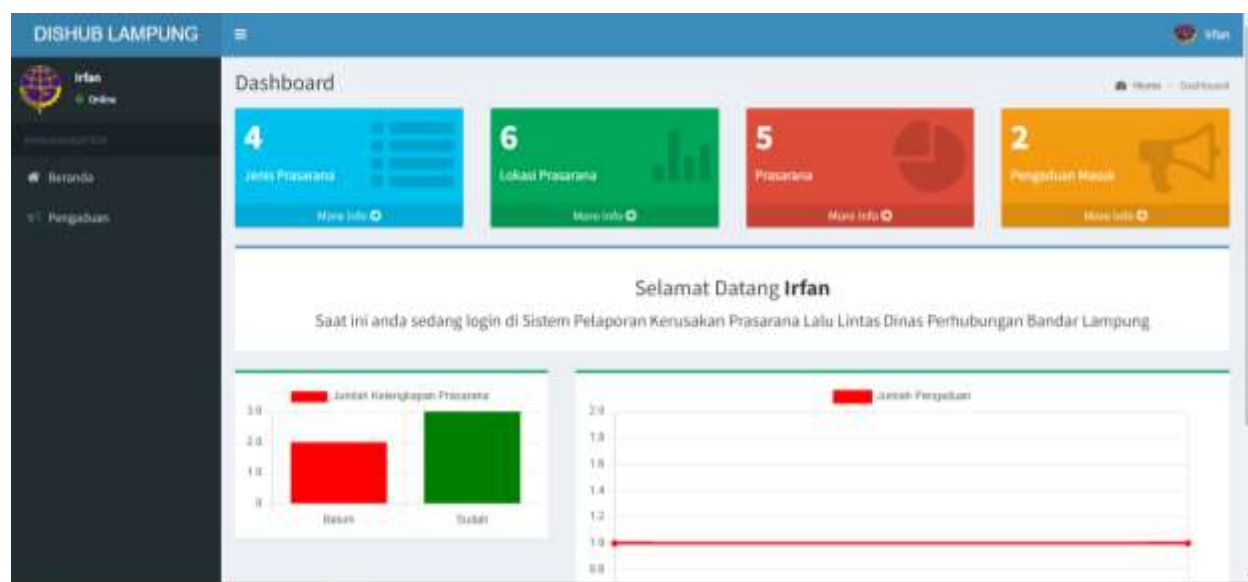 DISHUB LAMPUNG
Irfan
Irfan
Online
Dashboard
Home
Dashboard
4
Jenis Prasarana
More info
6
Lokasi Prasarana
More info
5
Prasarana
More info
2
Pengaduan Masuk
More info
Beranda
Pengaduan
Selamat Datang Irfan
Saat ini anda sedang login di Sistem Pelaporan Kerusakan Prasarana Lalu Lintas Dinas Perhubungan Bandar Lampung
Jumlah Kelengkapan Prasarana
3.0
2.0
1.0
0
Belum
Sudah
Jumlah Pengaduan
2.0
1.8
1.6
1.4
1.2
1.0
0.8